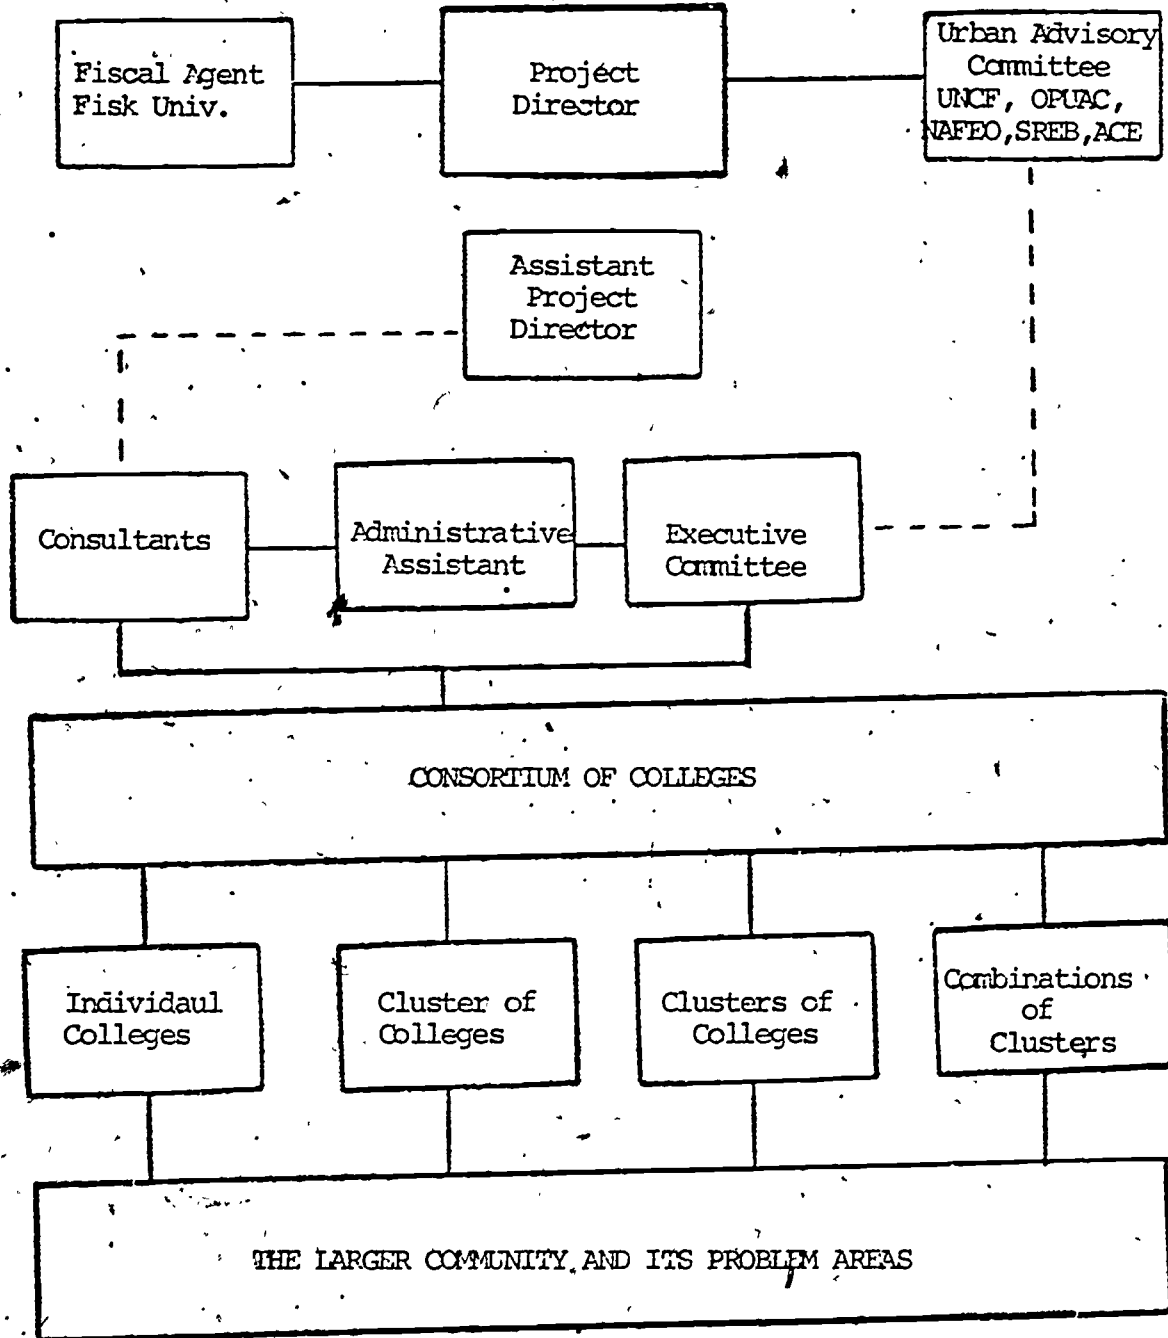 Fiscal Agent
Fisk Univ.
Project
Director
Urban Advisory
Committee
UNCF, OPUAC,
NAFEO,SREB,ACE
Assistant
Project
Director
Consultants
Administrative
Assistant
Executive
Committee
CONSORTIUM OF COLLEGES
Individaul
Colleges
Cluster of
Colleges
Clusters of
Colleges
Combinations
of
Clusters
THE LARGER COMMUNITY AND ITS PROBLEM AREAS